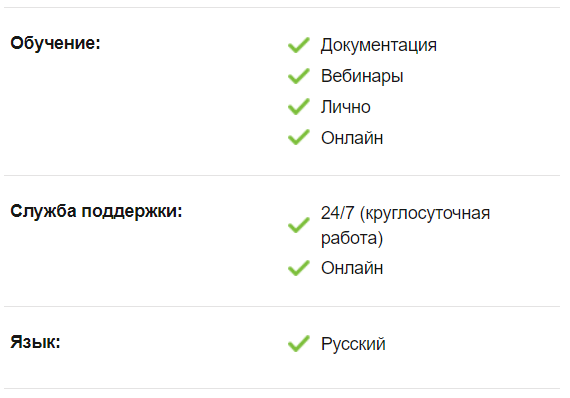 Обучение:
Документация
Вебинары
Лично
Онлайн
Служба поддержки:
24/7 (круглосуточная
работа)
Онлайн
Язык:
Русский